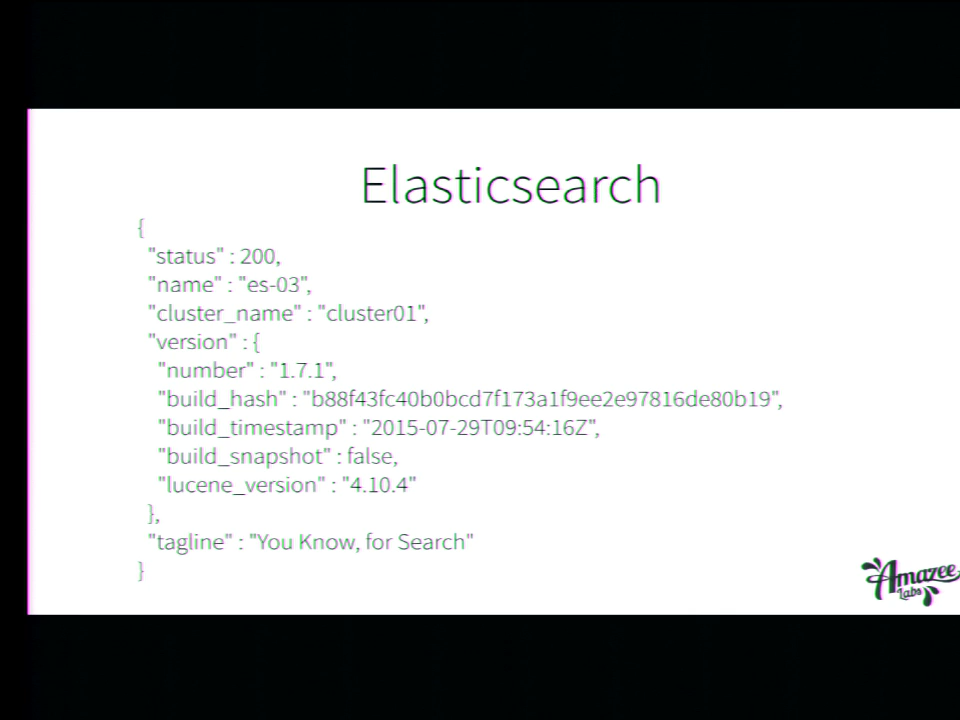 Elasticsearch
{
"status" : 200,
"name" : "es-03",
"cluster_name" : "cluster01",
"version" : {
"number" : "1.7.1",
"build_hash" : "b88f43fc40b0bcd7f173a1f9ee2e97816de80b19",
"build_timestamp" : "2015-07-29T09:54:16Z",
"build_snapshot" : false,
"lucene_version" : "4.10.4"
},
"tagline" : "You Know, for Search"
}
Amazee
Labs